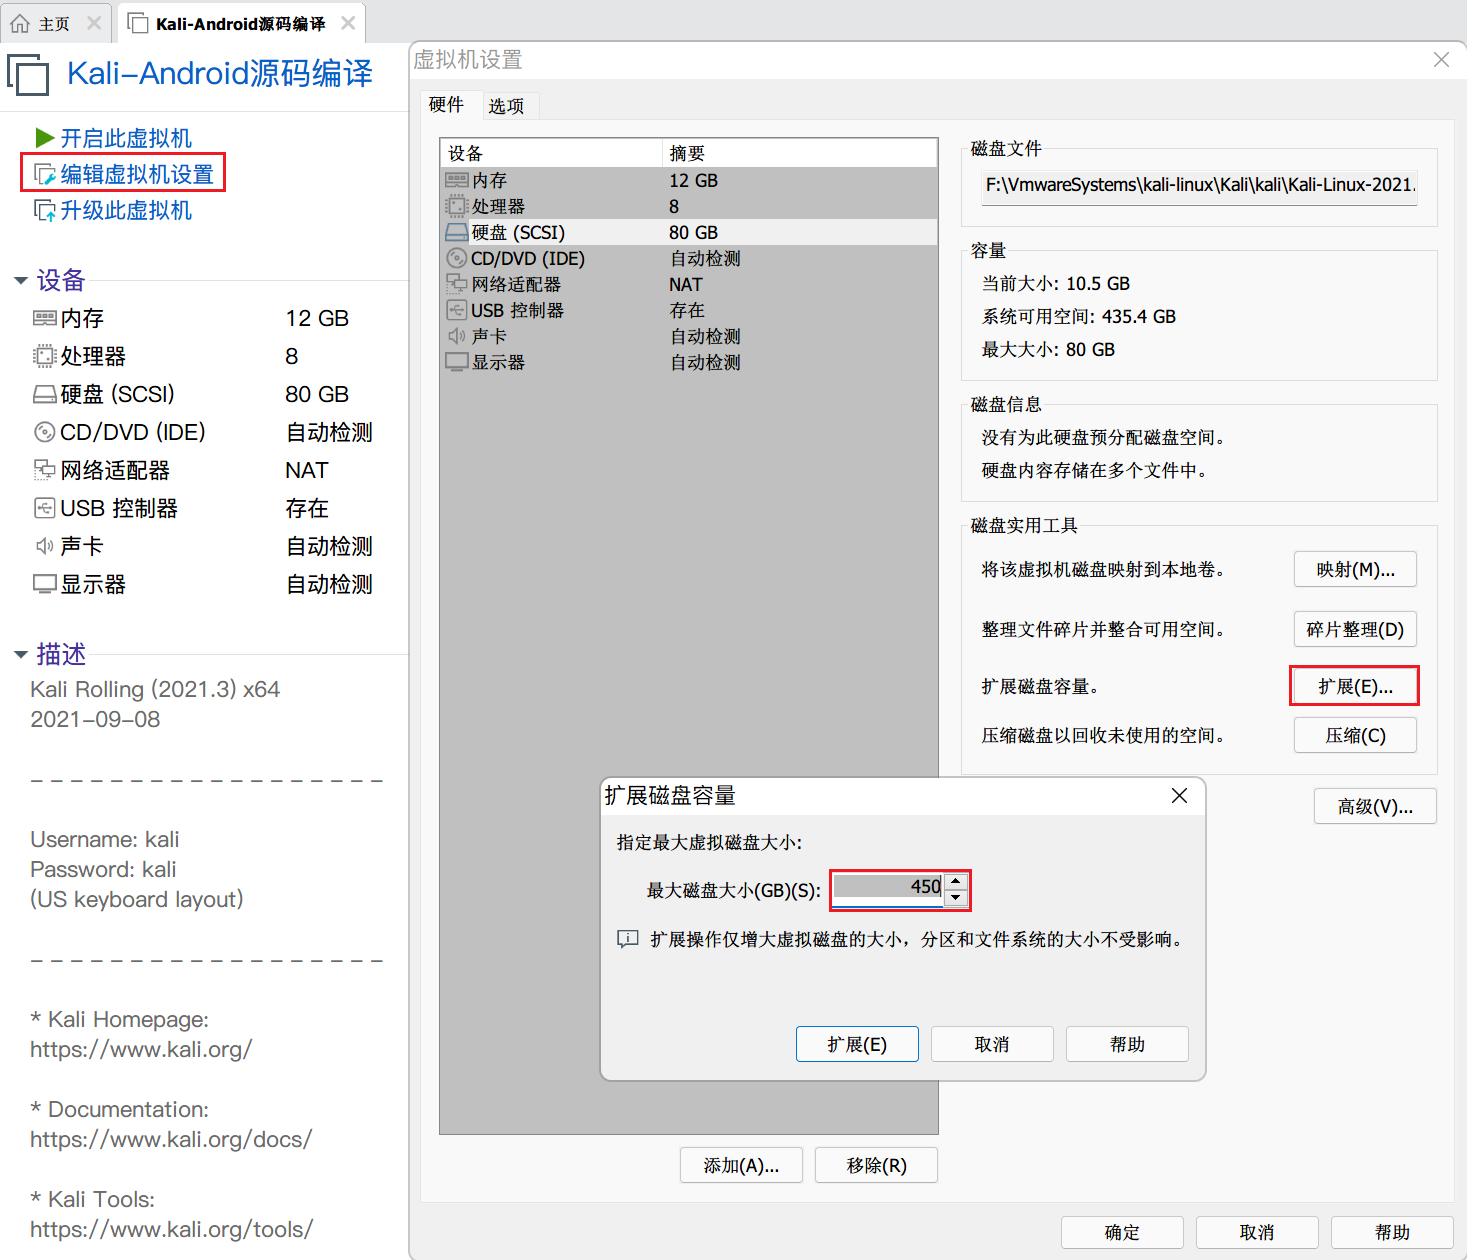 主页
Kali-Android源码编译
Kali-Android源码编译
开启此虚拟机
编辑虚拟机设置
升级此虚拟机
设备
内存 12 GB
处理器 8
硬盘 (SCSI) 80 GB
CD/DVD (IDE) 自动检测
网络适配器 NAT
USB 控制器 存在
声卡 自动检测
显示器 自动检测
描述
Kali Rolling (2021.3) x64
2021-09-08
- - - - - - - - - - - - - - - - - -
Username: kali
Password: kali
(US keyboard layout)
- - - - - - - - - - - - - - - - - -
* Kali Homepage:
https://www.kali.org/
* Documentation:
https://www.kali.org/docs/
* Kali Tools:
https://www.kali.org/tools/
虚拟机设置
硬件 选项
设备 摘要
内存 12 GB
处理器 8
硬盘 (SCSI) 80 GB
CD/DVD (IDE) 自动检测
网络适配器 NAT
USB 控制器 存在
声卡 自动检测
显示器 自动检测
添加(A)... 移除(R)
磁盘文件
F:\VmwareSystems\kali-linux\Kali\kali\Kali-Linux-2021.
容量
当前大小: 10.5 GB
系统可用空间: 435.4 GB
最大大小: 80 GB
磁盘信息
没有为此硬盘预分配磁盘空间。
硬盘内容存储在多个文件中。
磁盘实用工具
将该虚拟机磁盘映射到本地卷。 映射(M)...
整理文件碎片并整合可用空间。 碎片整理(D)
扩展磁盘容量。 扩展(E)...
压缩磁盘以回收未使用的空间。 压缩(C)
高级(V)...
扩展磁盘容量
指定最大虚拟磁盘大小:
最大磁盘大小(GB)(S): 450
扩展操作仅增大虚拟磁盘的大小，分区和文件系统的大小不受影响。
扩展(E) 取消 帮助
确定 取消 帮助